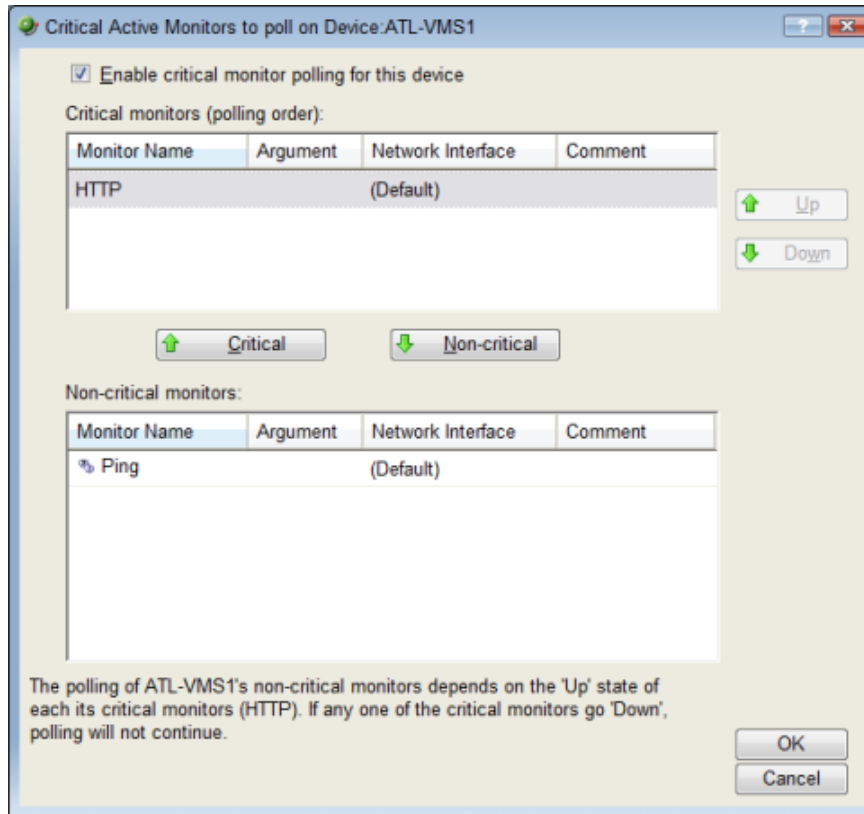 Critical Active Monitors to poll on Device:ATL-VMS1
?
Enable critical monitor polling for this device
Critical monitors (polling order):
Monitor Name Argument Network Interface Comment
HTTP (Default)
Up
Down
Critical Non-critical
Non-critical monitors:
Monitor Name Argument Network Interface Comment
Ping (Default)
The polling of ATL-VMS1's non-critical monitors depends on the 'Up' state of
each its critical monitors (HTTP). If any one of the critical monitors go 'Down',
polling will not continue.
OK
Cancel